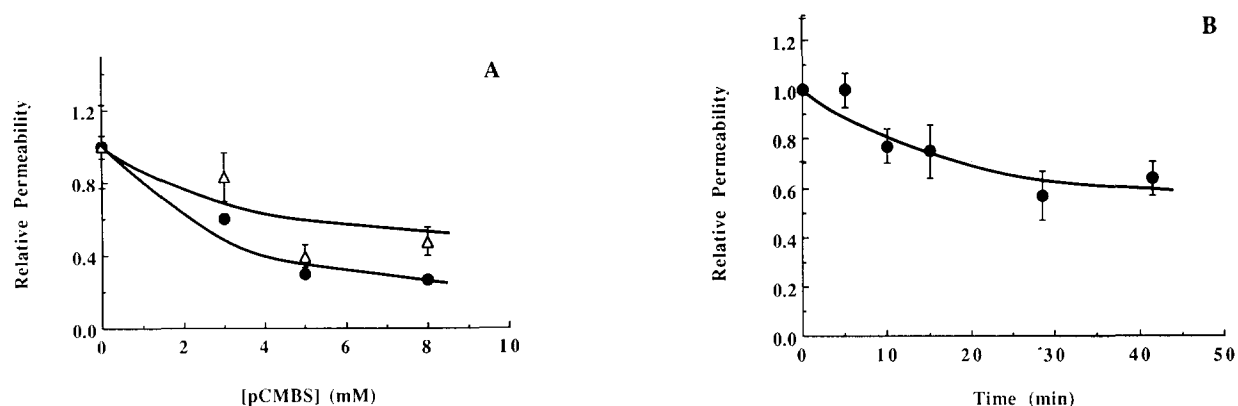 A
Relative Permeability
1.2
0.8
0.4
0.0
0 2 4 6 8 10
[pCMBS] (mM)
B
Relative Permeability
1.2
1.0
0.8
0.6
0.4
0.2
0.0
0 10 20 30 40 50
Time (min)